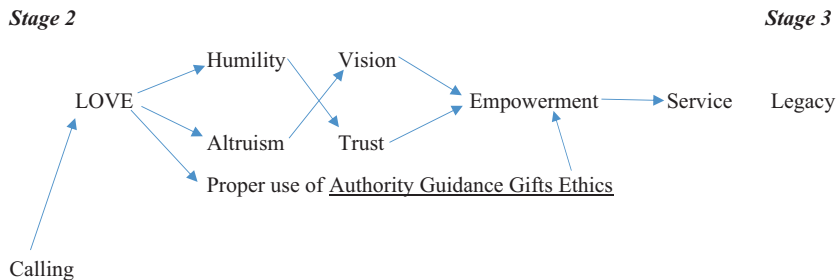 Stage 2 Stage 3
Humility Vision
LOVE Empowerment Service Legacy
Altruism Trust
Proper use of Authority Guidance Gifts Ethics
Calling